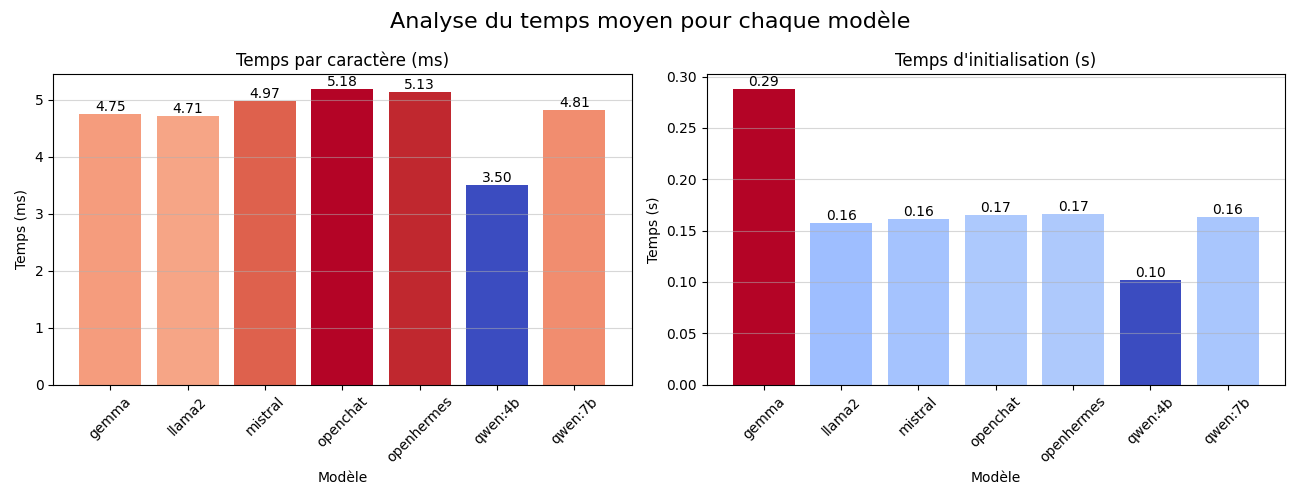 Analyse du temps moyen pour chaque modèle
Temps par caractère (ms)
Temps (ms)
5
4
3
2
1
0
4.75
4.71
4.97
5.18
5.13
3.50
4.81
gemma
llama2
mistral
openchat
openhermes
qwen:4b
qwen:7b
Modèle
Temps d'initialisation (s)
Temps (s)
0.30
0.25
0.20
0.15
0.10
0.05
0.00
0.29
0.16
0.16
0.17
0.17
0.10
0.16
gemma
llama2
mistral
openchat
openhermes
qwen:4b
qwen:7b
Modèle